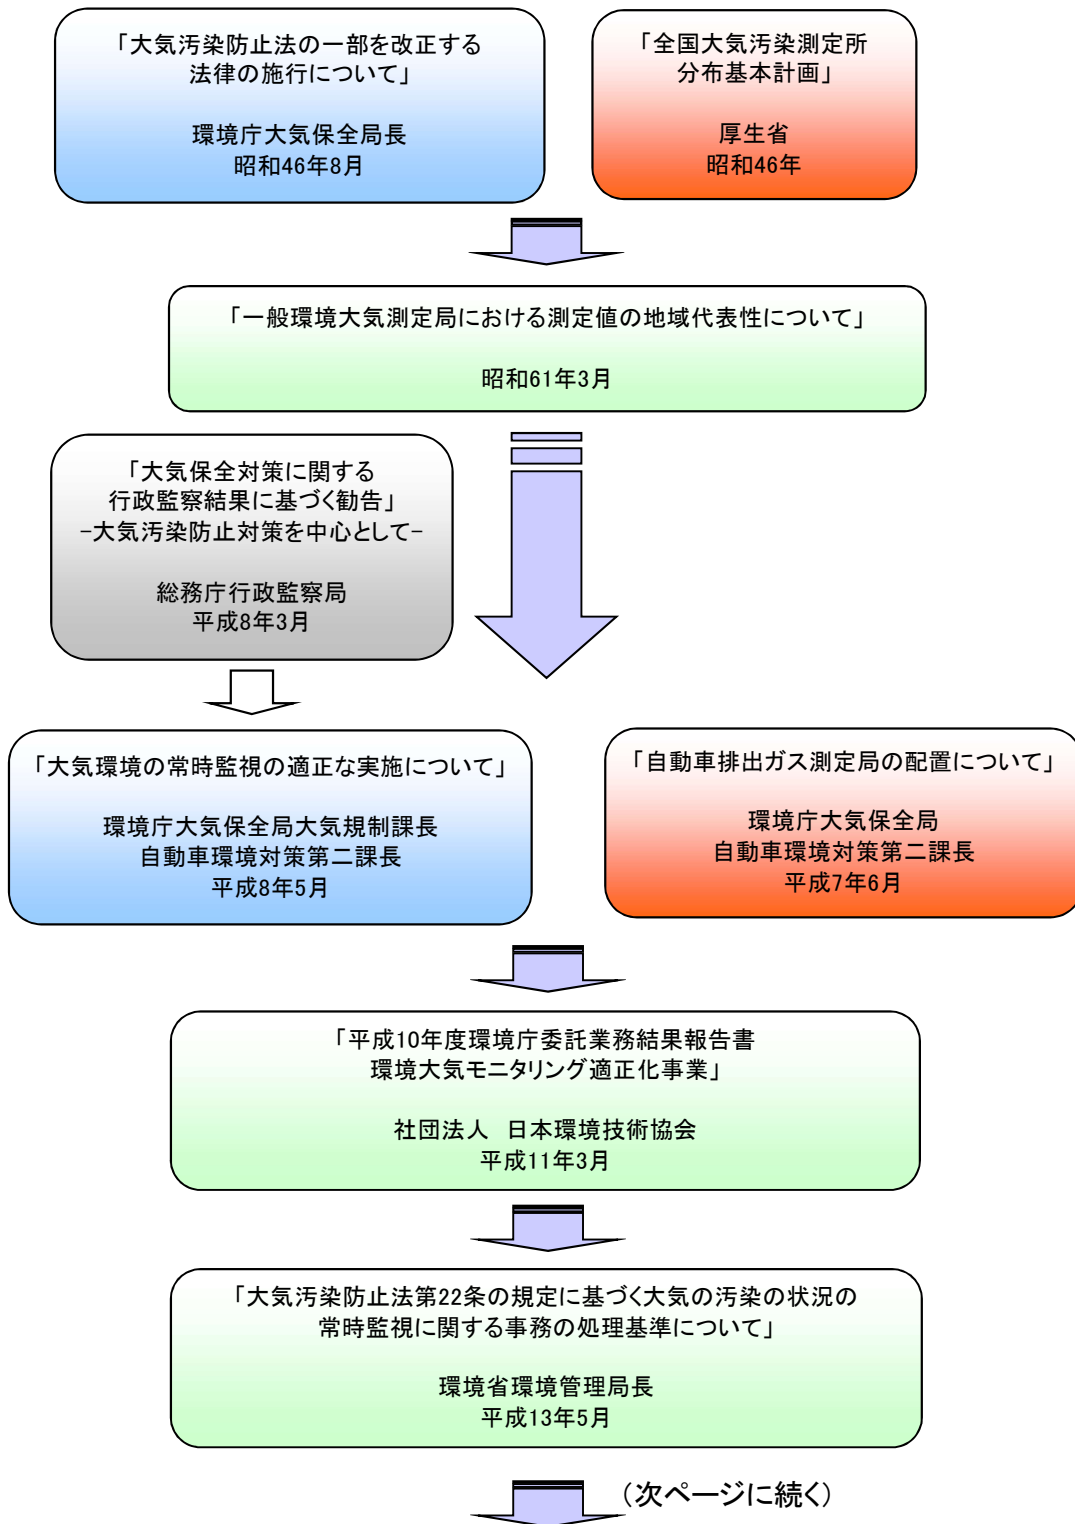 「大気汚染防止法の一部を改正する
法律の施行について」
環境庁大気保全局長
昭和46年8月
「全国大気汚染測定所
分布基本計画」
厚生省
昭和46年
「一般環境大気測定局における測定値の地域代表性について」
昭和61年3月
「大気保全対策に関する
行政監察結果に基づく勧告」
-大気汚染防止対策を中心として-
総務庁行政監察局
平成8年3月
「大気環境の常時監視の適正な実施について」
環境庁大気保全局大気規制課長
自動車環境対策第二課長
平成8年5月
「自動車排出ガス測定局の配置について」
環境庁大気保全局
自動車環境対策第二課長
平成7年6月
「平成10年度環境庁委託業務結果報告書
環境大気モニタリング適正化事業」
社団法人　日本環境技術協会
平成11年3月
「大気汚染防止法第22条の規定に基づく大気の汚染の状況の
常時監視に関する事務の処理基準について」
環境省環境管理局長
平成13年5月
（次ページに続く）